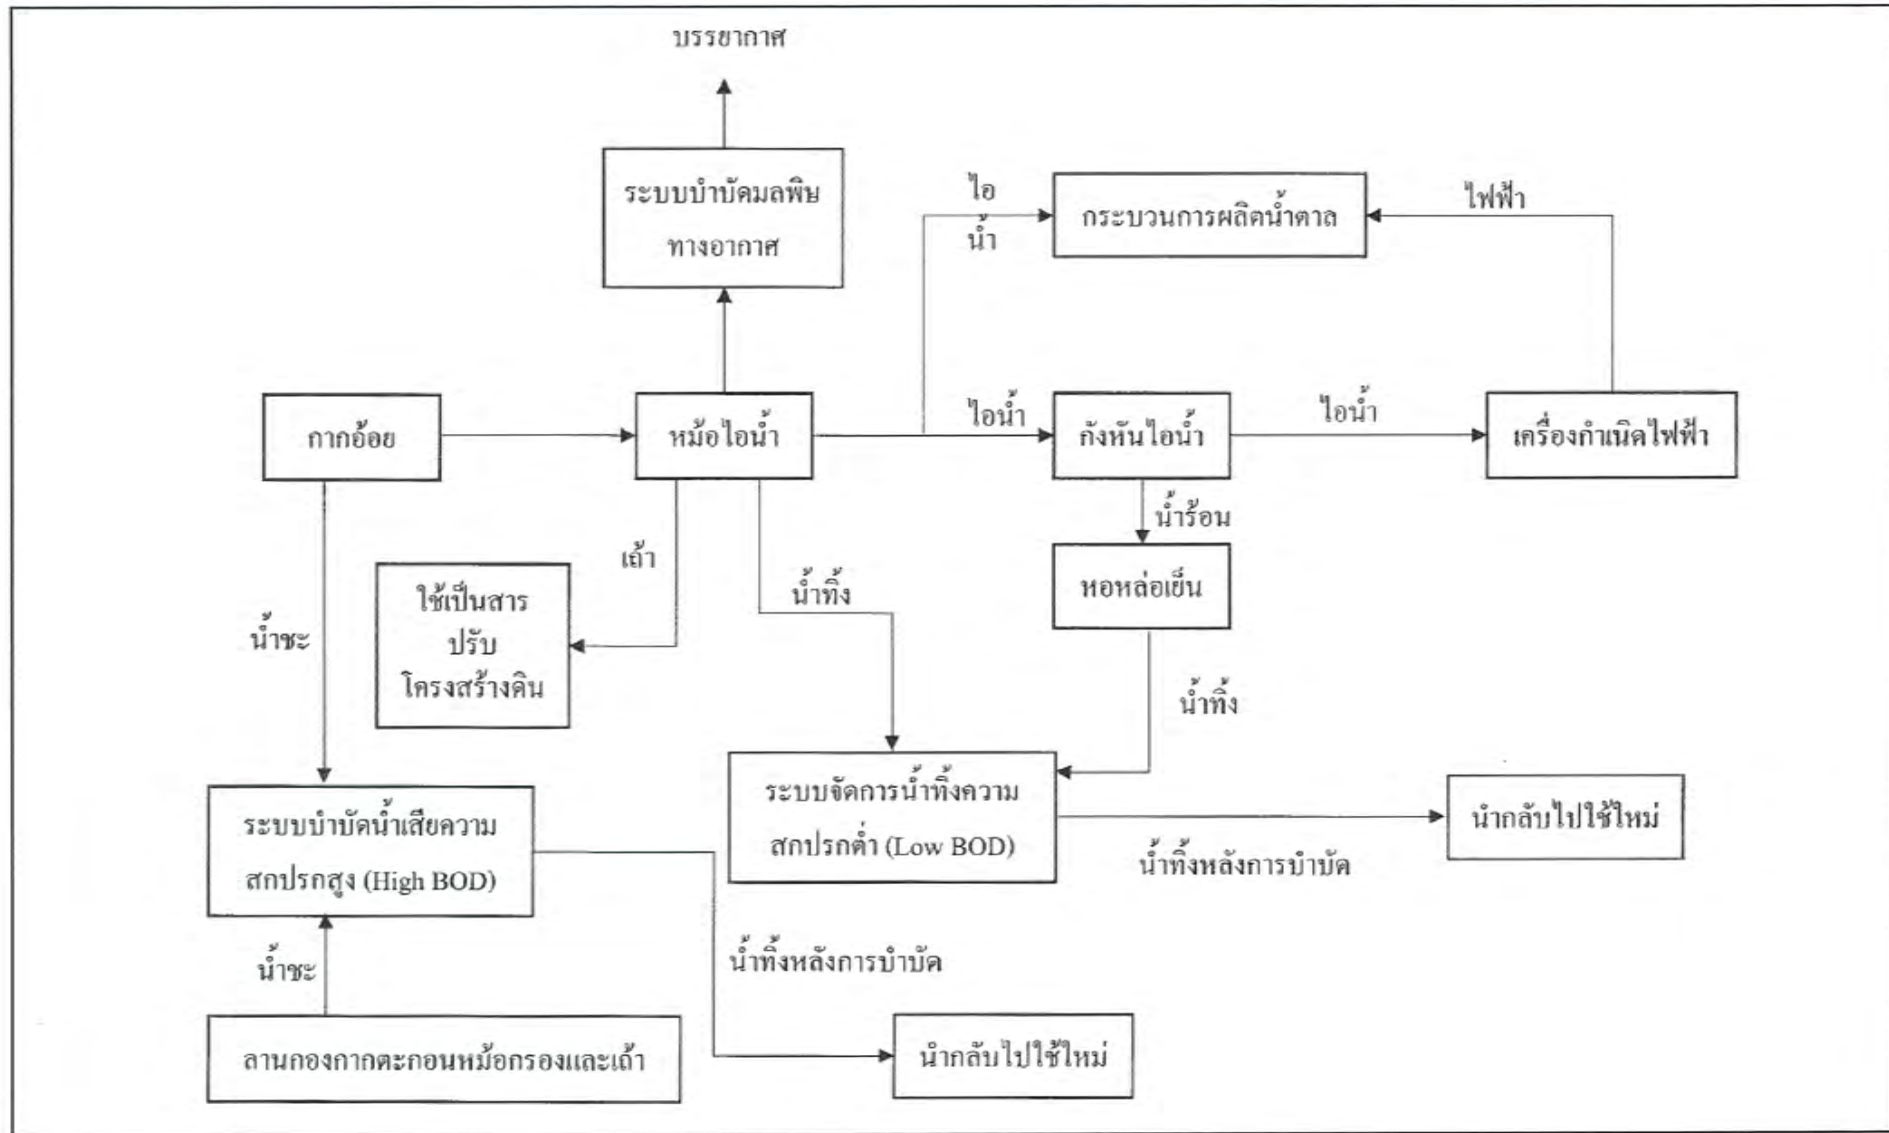 บรรยากาศ
ระบบบำบัดมลพิษ
ทางอากาศ
ไอ
น้ำ
กระบวนการผลิตน้ำตาล
ไฟฟ้า
กากอ้อย
หม้อไอน้ำ
ไอน้ำ
กังหันไอน้ำ
ไอน้ำ
เครื่องกำเนิดไฟฟ้า
น้ำร้อน
หอหล่อเย็น
เถ้า
น้ำทิ้ง
ใช้เป็นสาร
ปรับ
โครงสร้างดิน
น้ำชะ
น้ำทิ้ง
ระบบบำบัดน้ำเสียความ
สกปรกสูง (High BOD)
ระบบจัดการน้ำทิ้งความ
สกปรกต่ำ (Low BOD)
นำกลับไปใช้ใหม่
น้ำทิ้งหลังการบำบัด
น้ำชะ
น้ำทิ้งหลังการบำบัด
ลานกองกากตะกอนหม้อกรองและเถ้า
นำกลับไปใช้ใหม่